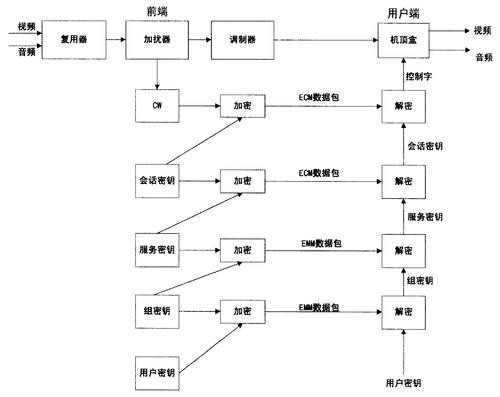 前端
用户端
视频
音频
复用器
加扰器
调制器
机顶盒
视频
音频
控制字
CW
加密
ECM数据包
解密
会话密钥
会话密钥
加密
ECM数据包
解密
服务密钥
服务密钥
加密
EMM数据包
解密
组密钥
组密钥
加密
EMM数据包
解密
用户密钥
用户密钥